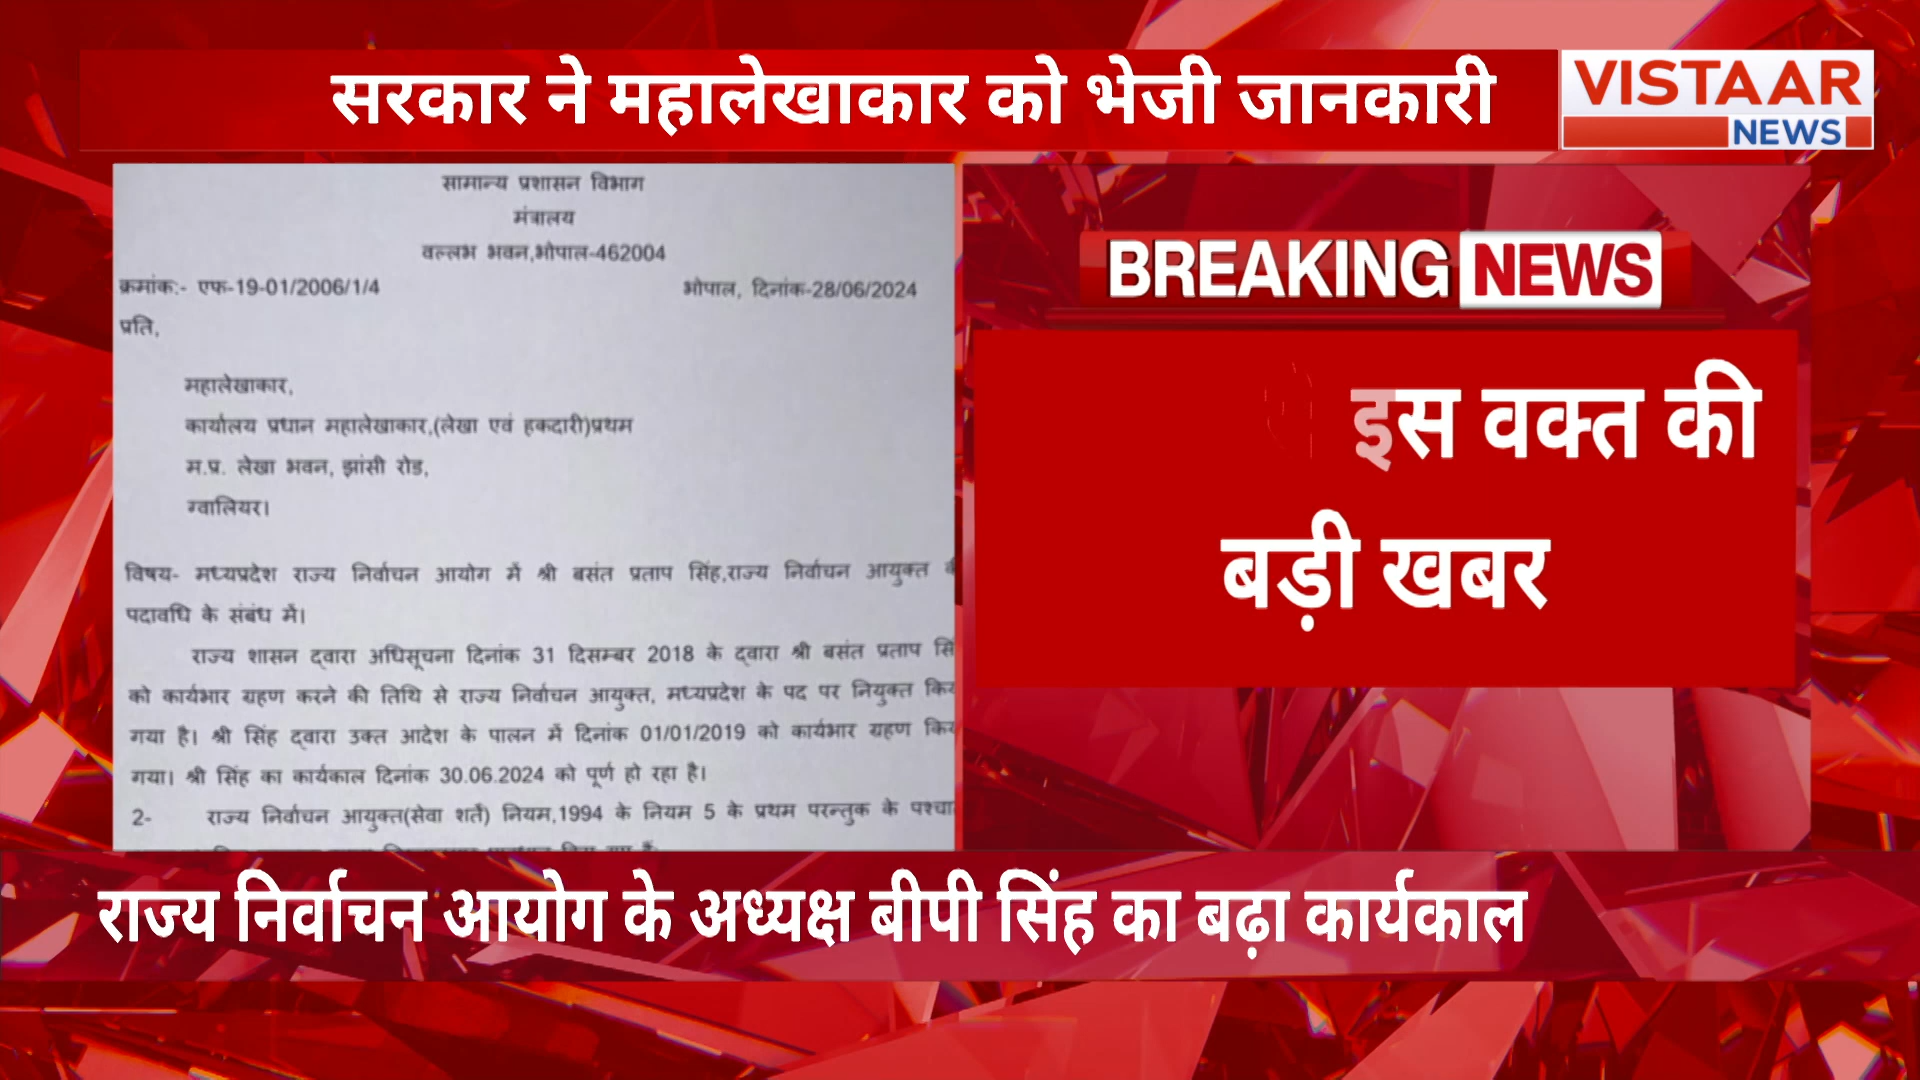 सरकार ने महालेखाकार को भेजी जानकारी
VISTAAR
NEWS
सामान्य प्रशासन विभाग
मंत्रालय
वल्लभ भवन,भोपाल-462004
क्रमांक:- एफ-19-01/2006/1/4 भोपाल, दिनांक-28/06/2024
प्रति,
महालेखाकार,
कार्यालय प्रधान महालेखाकार,(लेखा एवं हकदारी)प्रथम
म.प्र. लेखा भवन, झांसी रोड,
ग्वालियर।
विषय- मध्यप्रदेश राज्य निर्वाचन आयोग में श्री बसंत प्रताप सिंह,राज्य निर्वाचन आयुक्त
पदावधि के संबंध में।
राज्य शासन द्वारा अधिसूचना दिनांक 31 दिसम्बर 2018 के द्वारा श्री बसंत प्रताप
को कार्यभार ग्रहण करने की तिथि से राज्य निर्वाचन आयुक्त, मध्यप्रदेश के पद पर नियुक्त
गया है। श्री सिंह द्वारा उक्त आदेश के पालन में दिनांक 01/01/2019 को कार्यभार ग्रहण
गया। श्री सिंह का कार्यकाल दिनांक 30.06.2024 को पूर्ण हो रहा है।
2- राज्य निर्वाचन आयुक्त(सेवा शर्ते) नियम,1994 के नियम 5 के प्रथम परन्तुक के
BREAKING NEWS
इस वक्त की
बड़ी खबर
राज्य निर्वाचन आयोग के अध्यक्ष बीपी सिंह का बढ़ा कार्यकाल